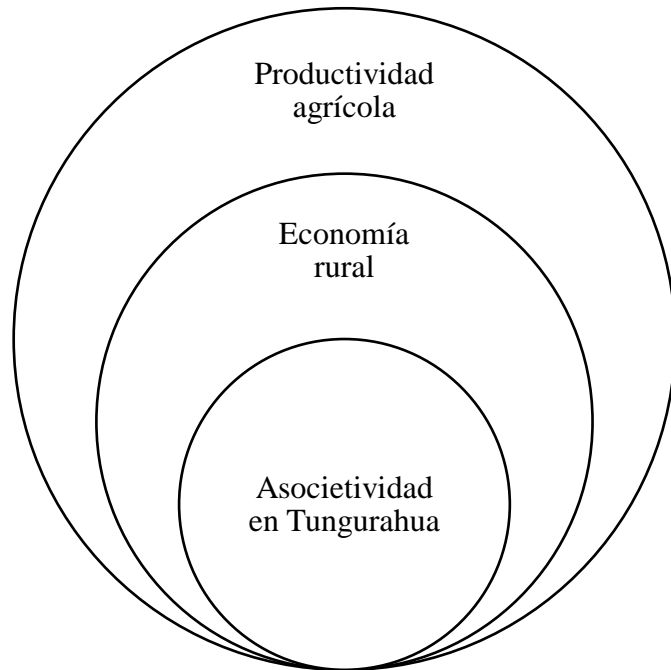 Productividad
agrícola
Economía
rural
Asocietividad
en Tungurahua